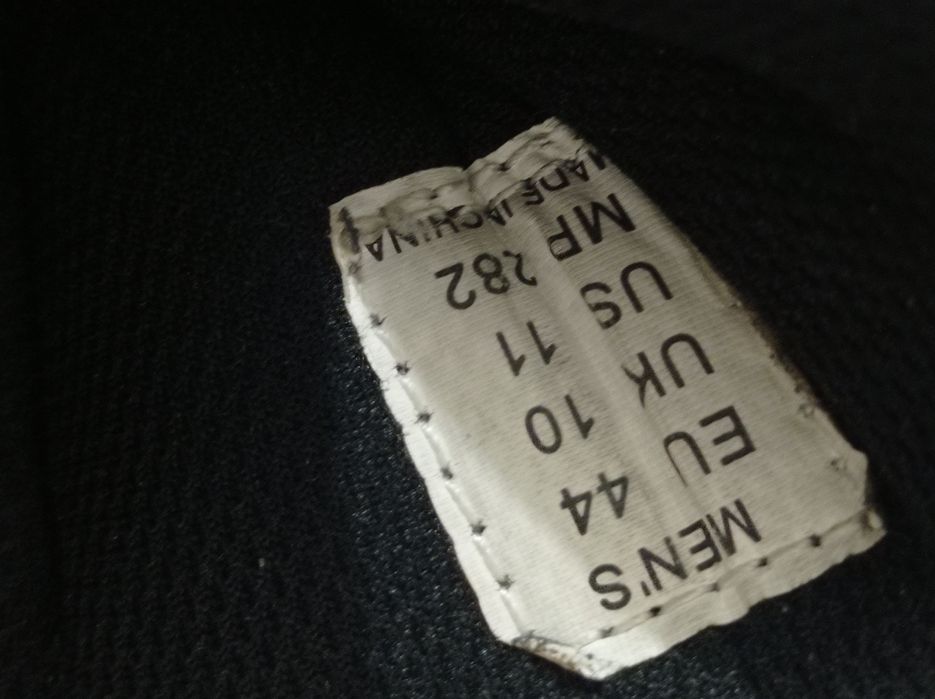 MEN'S
EU 44
UK 10
US 11
MP 282
MADE IN CHINA